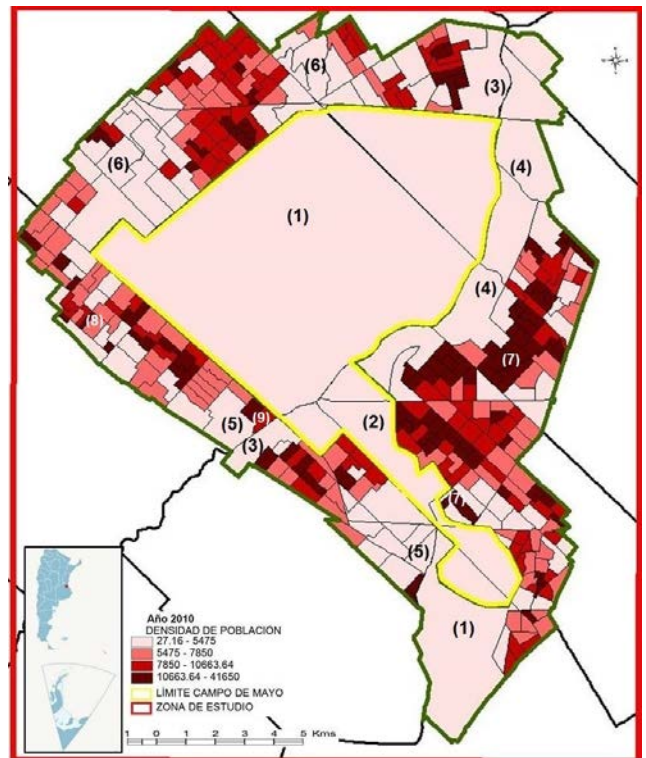 (6)
(3)
(6)
(4)
(1)
(4)
(8)
(7)
(5)
(9)
(2)
(3)
(7)
(5)
(1)
Año 2010
DENSIDAD DE POBLACIÓN
27.16 - 5475
5475 - 7850
7850 - 10663.64
10663.64 - 41650
LÍMITE CAMPO DE MAYO
ZONA DE ESTUDIO
1 0 1 2 3 4 5 Kms